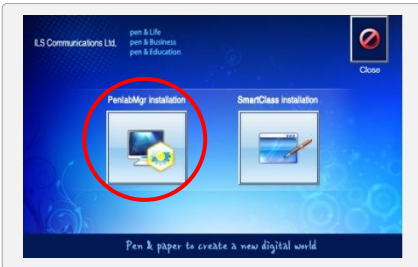 ILS Communications Ltd.
pen & Life
pen & Business
pen & Education.
Close
PenlabMgr installation
SmartClass installation
Pen & paper to create a new digital world